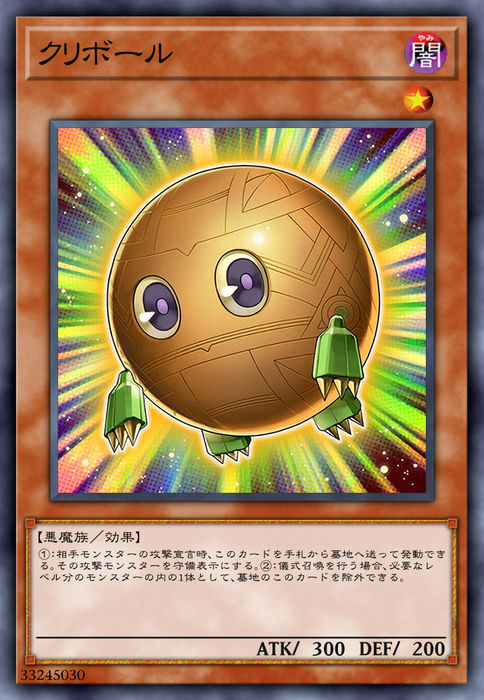 クリボール
やみ
闇
【悪魔族／効果】
①：相手モンスターの攻撃宣言時、このカードを手札から墓地へ送って発動でき
る。その攻撃モンスターを守備表示にする。②：儀式召喚を行う場合、必要なレ
ベル分のモンスターの内の1体として、墓地のこのカードを除外できる。
ATK/ 300 DEF/ 200
33245030